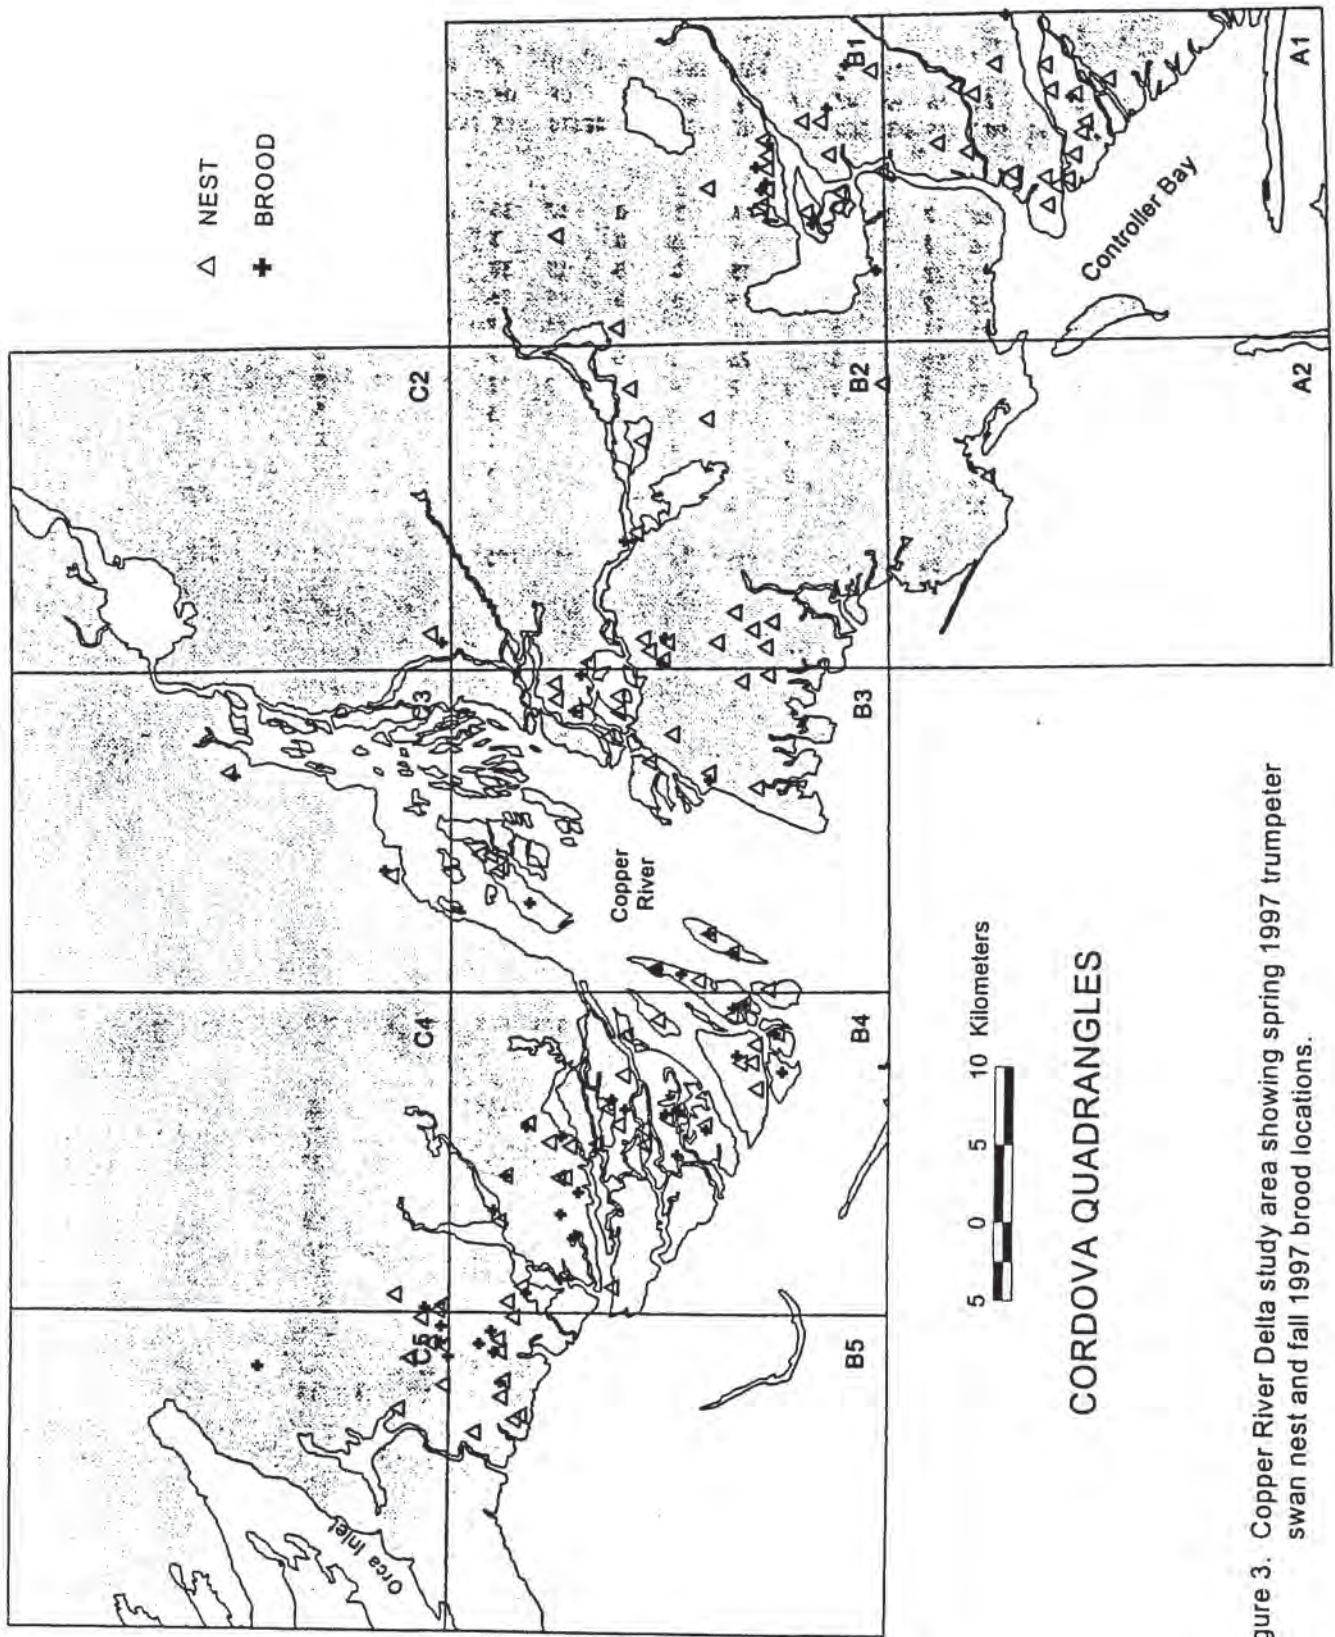 △ NEST
✚ BROOD
C2
C3
C4
C5
B1
B2
B3
B4
B5
A1
A2
Orca Inlet
Copper
River
Controller Bay
5 0 5 10 Kilometers
CORDOVA QUADRANGLES
gure 3. Copper River Delta study area showing spring 1997 trumpeter
swan nest and fall 1997 brood locations.